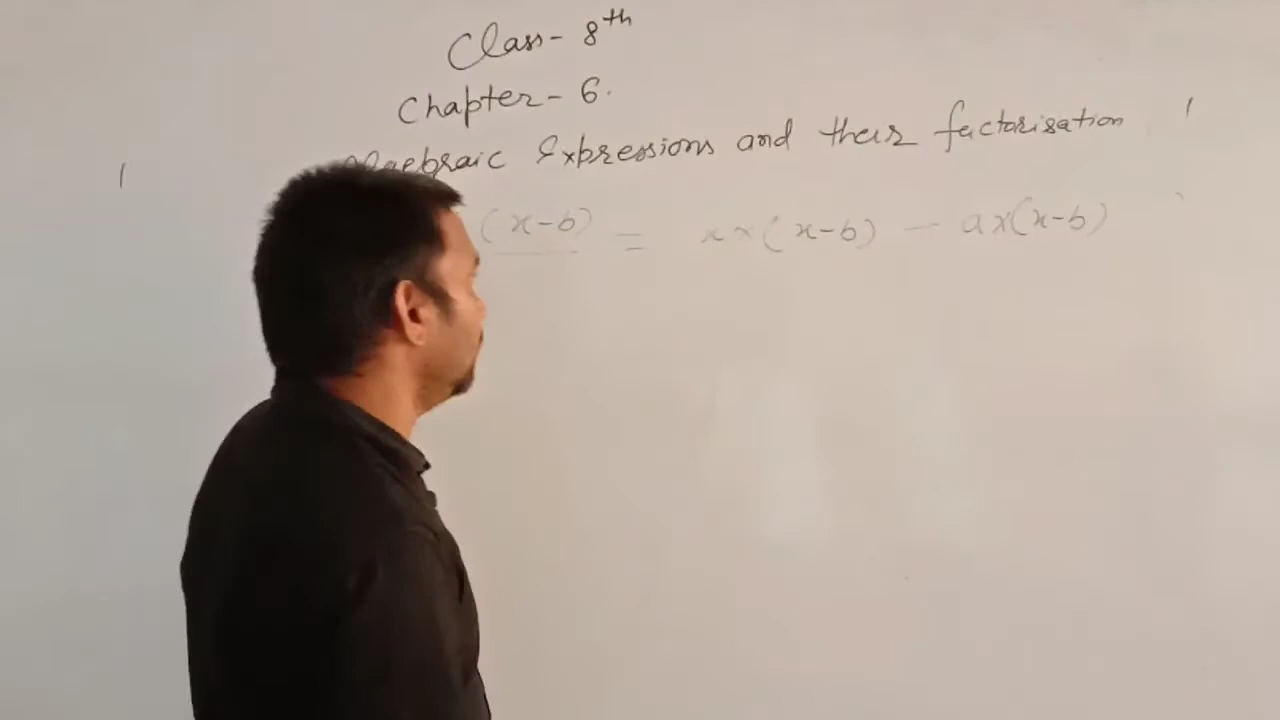 Class- 8th
Chapter- 6.
Algebraic Expressions and their factorisation
(x-b) = x×(x-b) - a×(x-b)